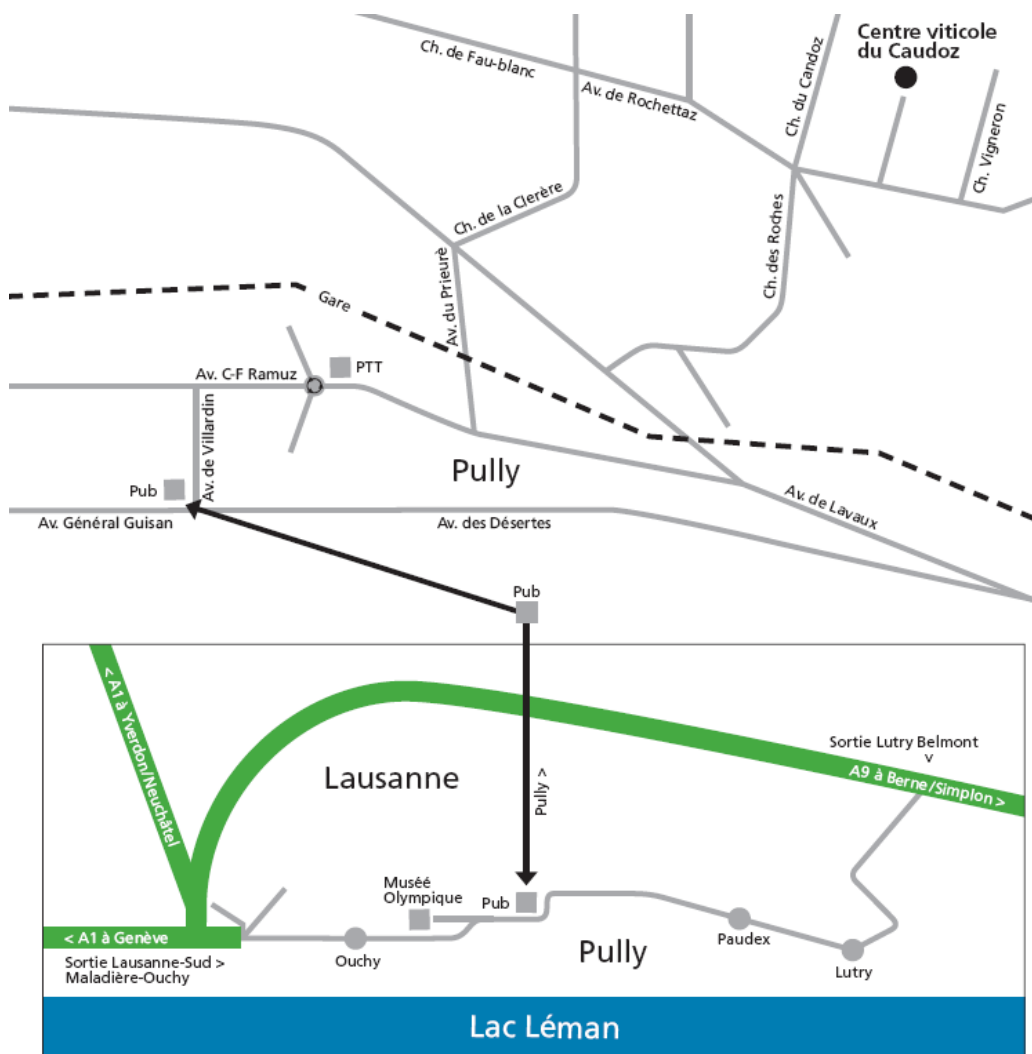 Centre viticole
du Caudoz
Ch. de Fau-blanc
Av. de Rochettaz
Ch. du Candoz
Ch. Vigneron
Ch. de la Clerère
Ch. des Roches
Av. du Prieurè
Gare
PTT
Av. C-F Ramuz
Av. de Villardin
Pully
Pub
Av. Général Guisan
Av. des Désertes
Av. de Lavaux
Pub
< A1 à Yverdon/Neuchâtel
Sortie Lutry Belmont
v
A9 à Berne/Simplon >
Lausanne
Pully >
Muséé
Olympique
Pub
< A1 à Genève
Ouchy
Pully
Paudex
Lutry
Sortie Lausanne-Sud >
Maladière-Ouchy
Lac Léman